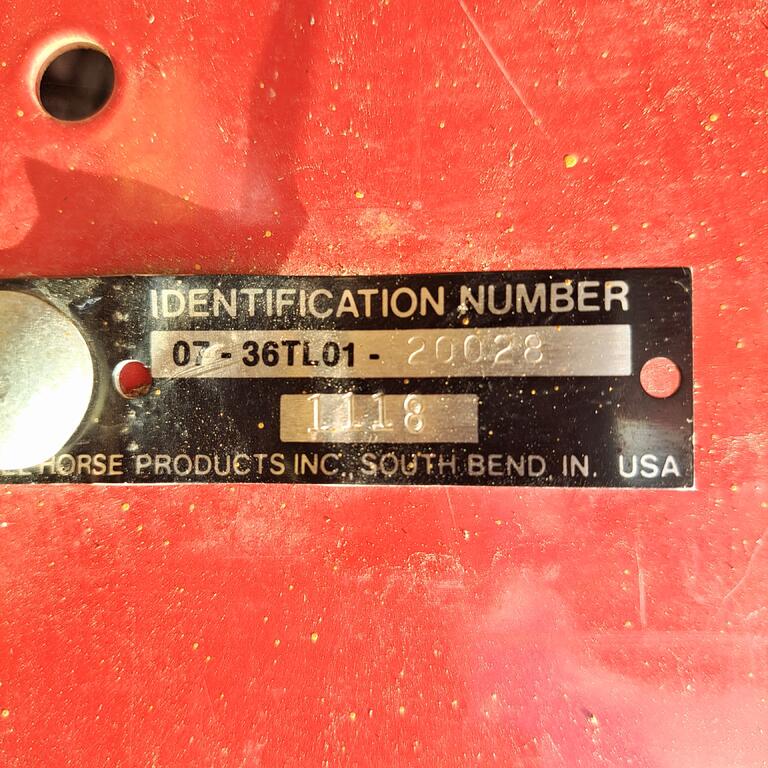 IDENTIFICATION NUMBER
07 - 36TL01 - 20028
1118
HORSE PRODUCTS INC. SOUTH BEND IN. USA